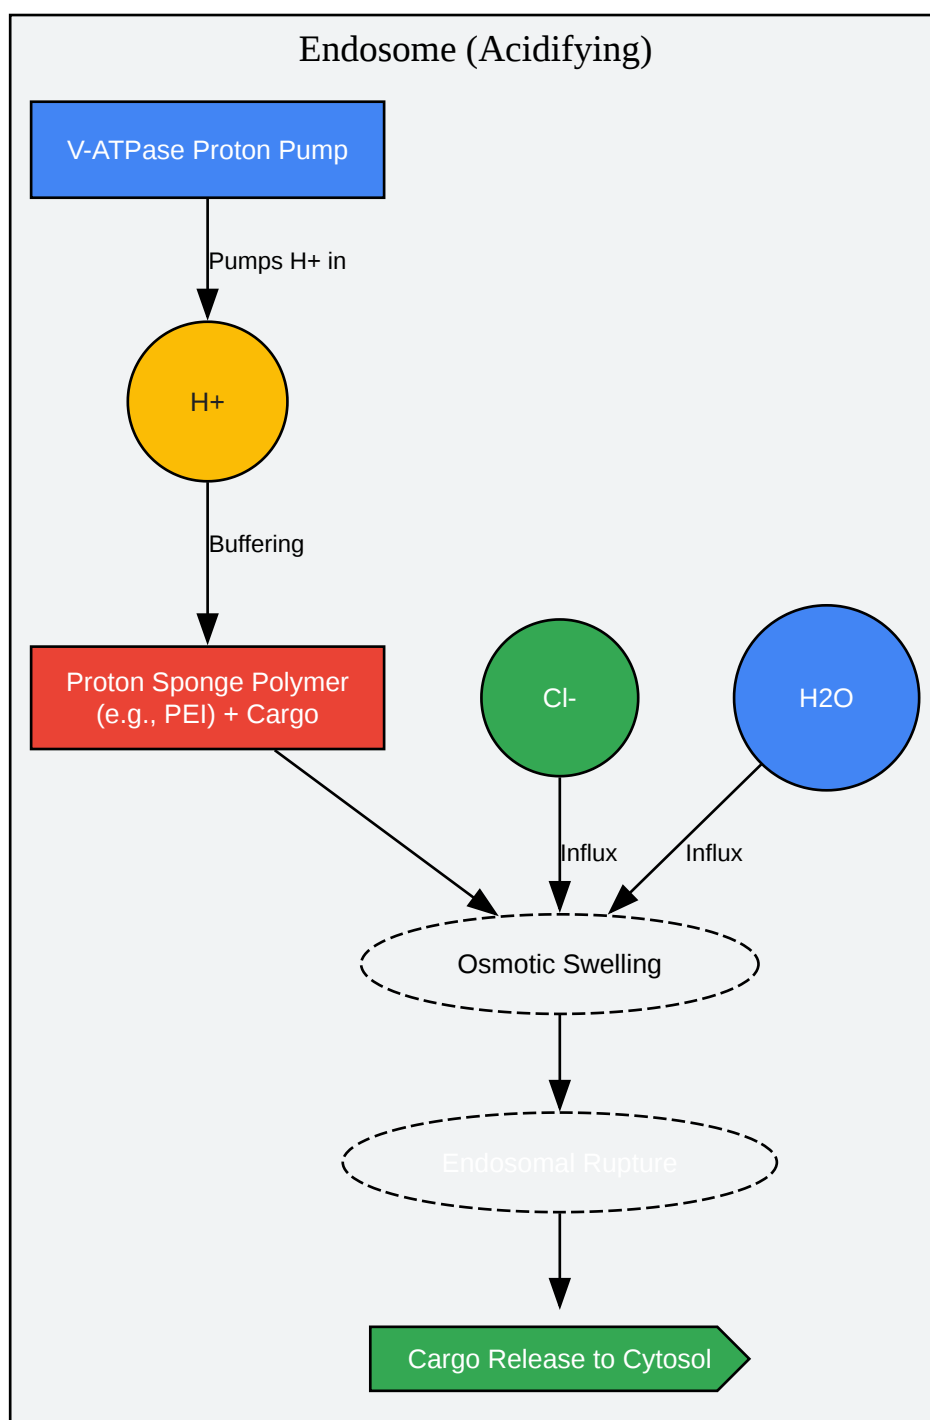 Endosome (Acidifying)
V-ATPase Proton Pump
Pumps H+ in
H+
Buffering
Proton Sponge Polymer
(e.g., PEI) + Cargo
Cl-
H2O
Influx
Influx
Osmotic Swelling
Endosomal Rupture
Cargo Release to Cytosol